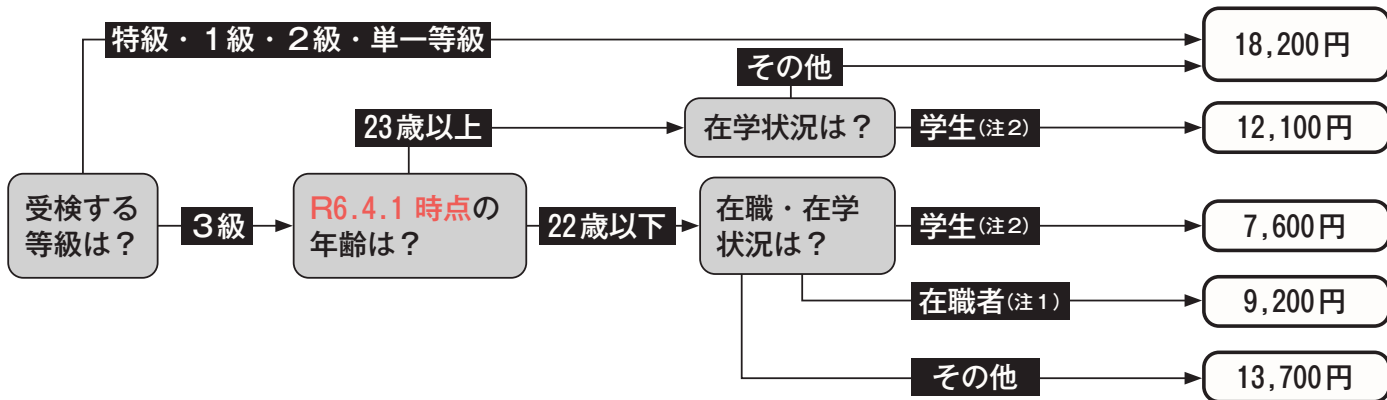 特級・1級・2級・単一等級
18,200円
その他
23歳以上
在学状況は？
学生(注2)
12,100円
受検する
等級は？
3級
R6.4.1 時点の
年齢は？
22歳以下
在職・在学
状況は？
学生(注2)
7,600円
在職者(注1)
9,200円
その他
13,700円